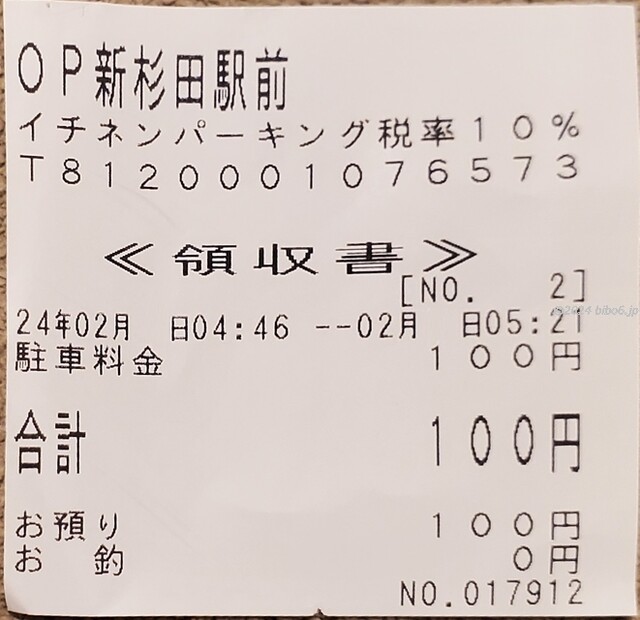 OP新杉田駅前
イチネンパーキング税率10%
T8120001076573
≪領収書≫
[NO. 2]
©2024 bibo6.jp
24年02月 日04:46 --02月 日05:21
駐車料金 100円
合計 100円
お預り 100円
お 釣 0円
NO.017912